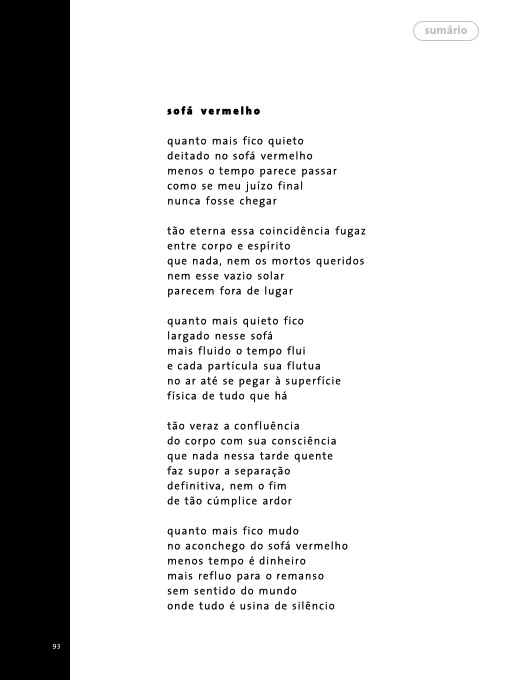 sumário
sofá vermelho
quanto mais fico quieto
deitado no sofá vermelho
menos o tempo parece passar
como se meu juízo final
nunca fosse chegar
tão eterna essa coincidência fugaz
entre corpo e espírito
que nada, nem os mortos queridos
nem esse vazio solar
parecem fora de lugar
quanto mais quieto fico
largado nesse sofá
mais fluido o tempo flui
e cada partícula sua flutua
no ar até se pegar à superfície
física de tudo que há
tão veraz a confluência
do corpo com sua consciência
que nada nessa tarde quente
faz supor a separação
definitiva, nem o fim
de tão cúmplice ardor
quanto mais fico mudo
no aconchego do sofá vermelho
menos tempo é dinheiro
mais refluo para o remanso
sem sentido do mundo
onde tudo é usina de silêncio
93